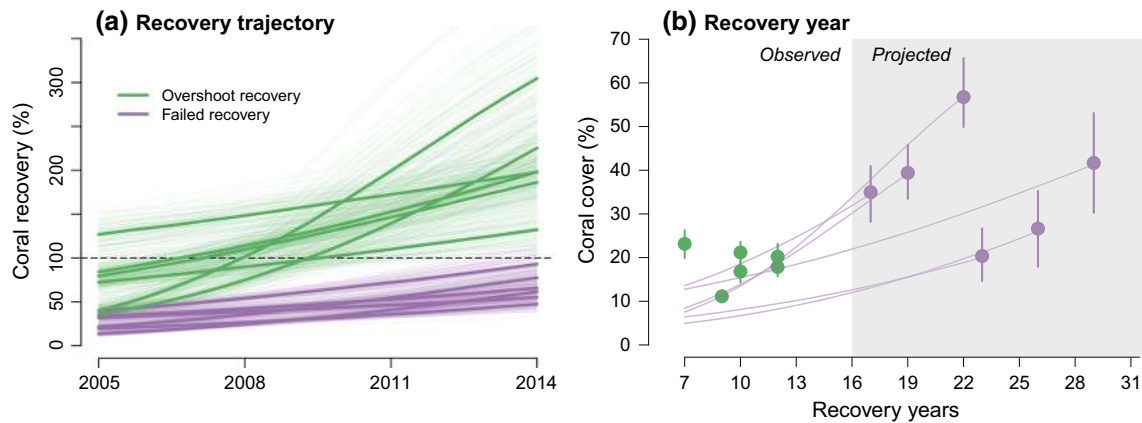 (a) Recovery trajectory
Coral recovery (%)
0 50 100 200 300
Overshoot recovery
Failed recovery
2005 2008 2011 2014
(b) Recovery year
Coral cover (%)
0 10 20 30 40 50 60 70
Observed Projected
7 10 13 16 19 22 25 28 31
Recovery years